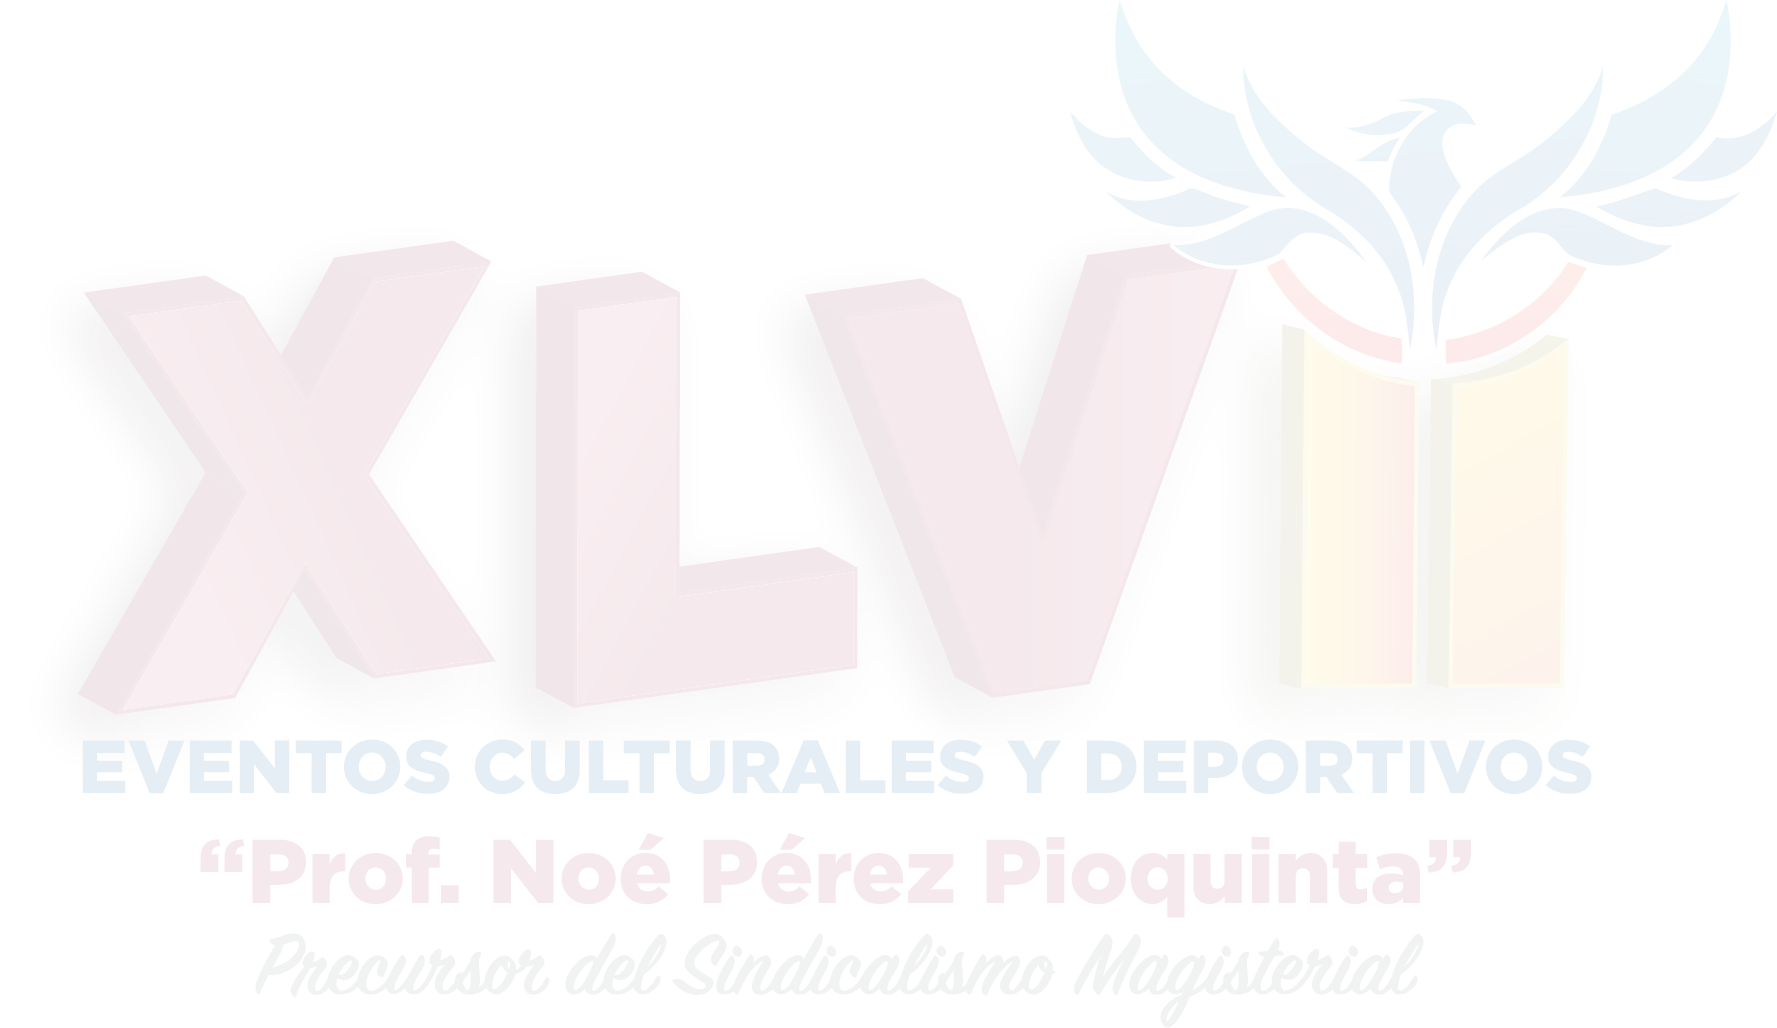 XLVII
EVENTOS CULTURALES Y DEPORTIVOS
“Prof. Noé Pérez Pioquinta”
Precursor del Sindicalismo Magisterial